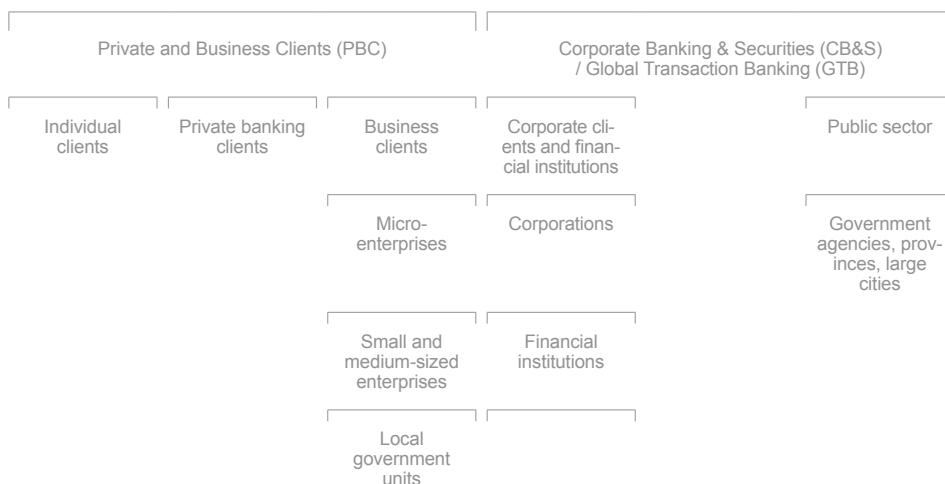 Private and Business Clients (PBC)
Corporate Banking & Securities (CB&S)
/ Global Transaction Banking (GTB)
Individual
clients
Private banking
clients
Business
clients
Corporate cli-
ents and finan-
cial institutions
Public sector
Micro-
enterprises
Corporations
Government
agencies, prov-
inces, large
cities
Small and
medium-sized
enterprises
Financial
institutions
Local
government
units